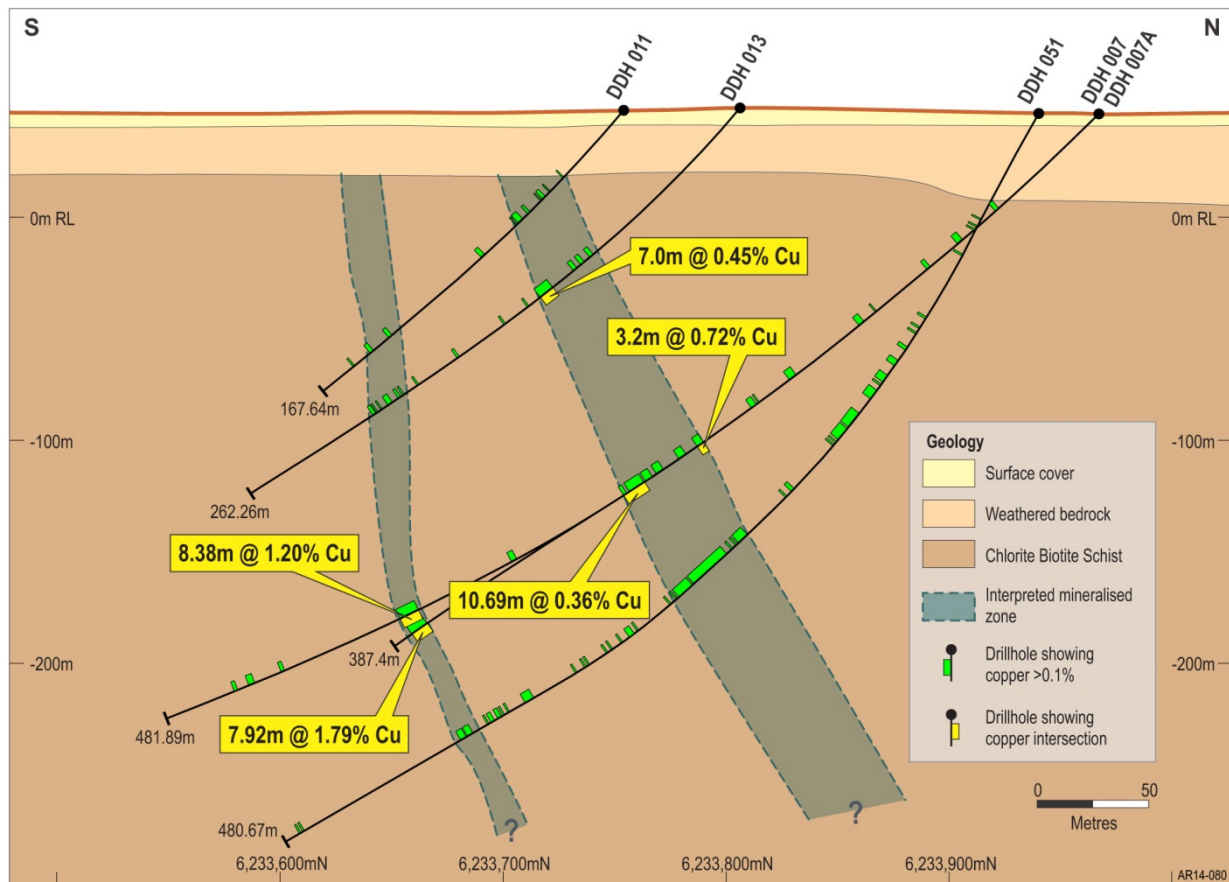 S
N
DDH 011
DDH 013
DDH 051
DDH 007
DDH 007A
0m RL
0m RL
7.0m @ 0.45% Cu
3.2m @ 0.72% Cu
167.64m
-100m
-100m
262.26m
8.38m @ 1.20% Cu
10.69m @ 0.36% Cu
387.4m
-200m
-200m
481.89m
7.92m @ 1.79% Cu
480.67m
?
?
Geology
Surface cover
Weathered bedrock
Chlorite Biotite Schist
Interpreted mineralised
zone
Drillhole showing
copper >0.1%
Drillhole showing
copper intersection
0
50
Metres
6,233,600mN
6,233,700mN
6,233,800mN
6,233,900mN
AR14-080